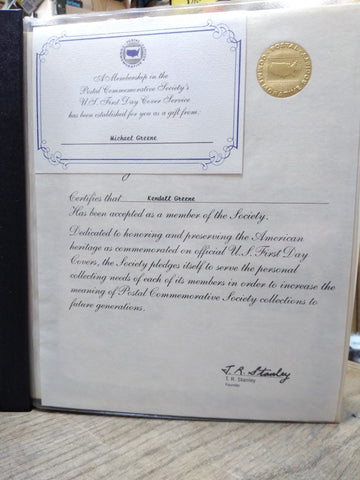 A Membership on the
Postal Commemorative Society's
U.S. First Day Cover Service
has been established for you as a gift from:
Michael Greene
Certifies that Kendall Greene
Has been accepted as a member of the Society.
Dedicated to honoring and preserving the American
heritage as commemorated on official U.S. First Day
Covers, the Society pledges itself to serve the personal
collecting needs of each of its members in order to increase the
meaning of Postal Commemorative Society collections to
future generations.
J. R. Stanley
J. R. Stanley
Founder